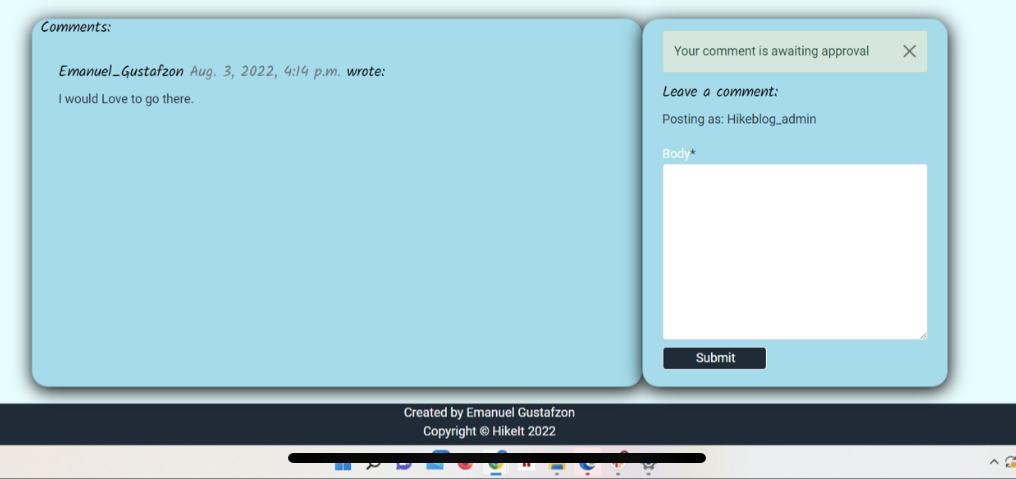 Comments:
Emanuel_Gustafzon Aug. 3, 2022, 4:14 p.m. wrote:
I would Love to go there.
Your comment is awaiting approval
Leave a comment:
Posting as: Hikeblog_admin
Body*
Submit
Created by Emanuel Gustafzon
Copyright © HikeIt 2022